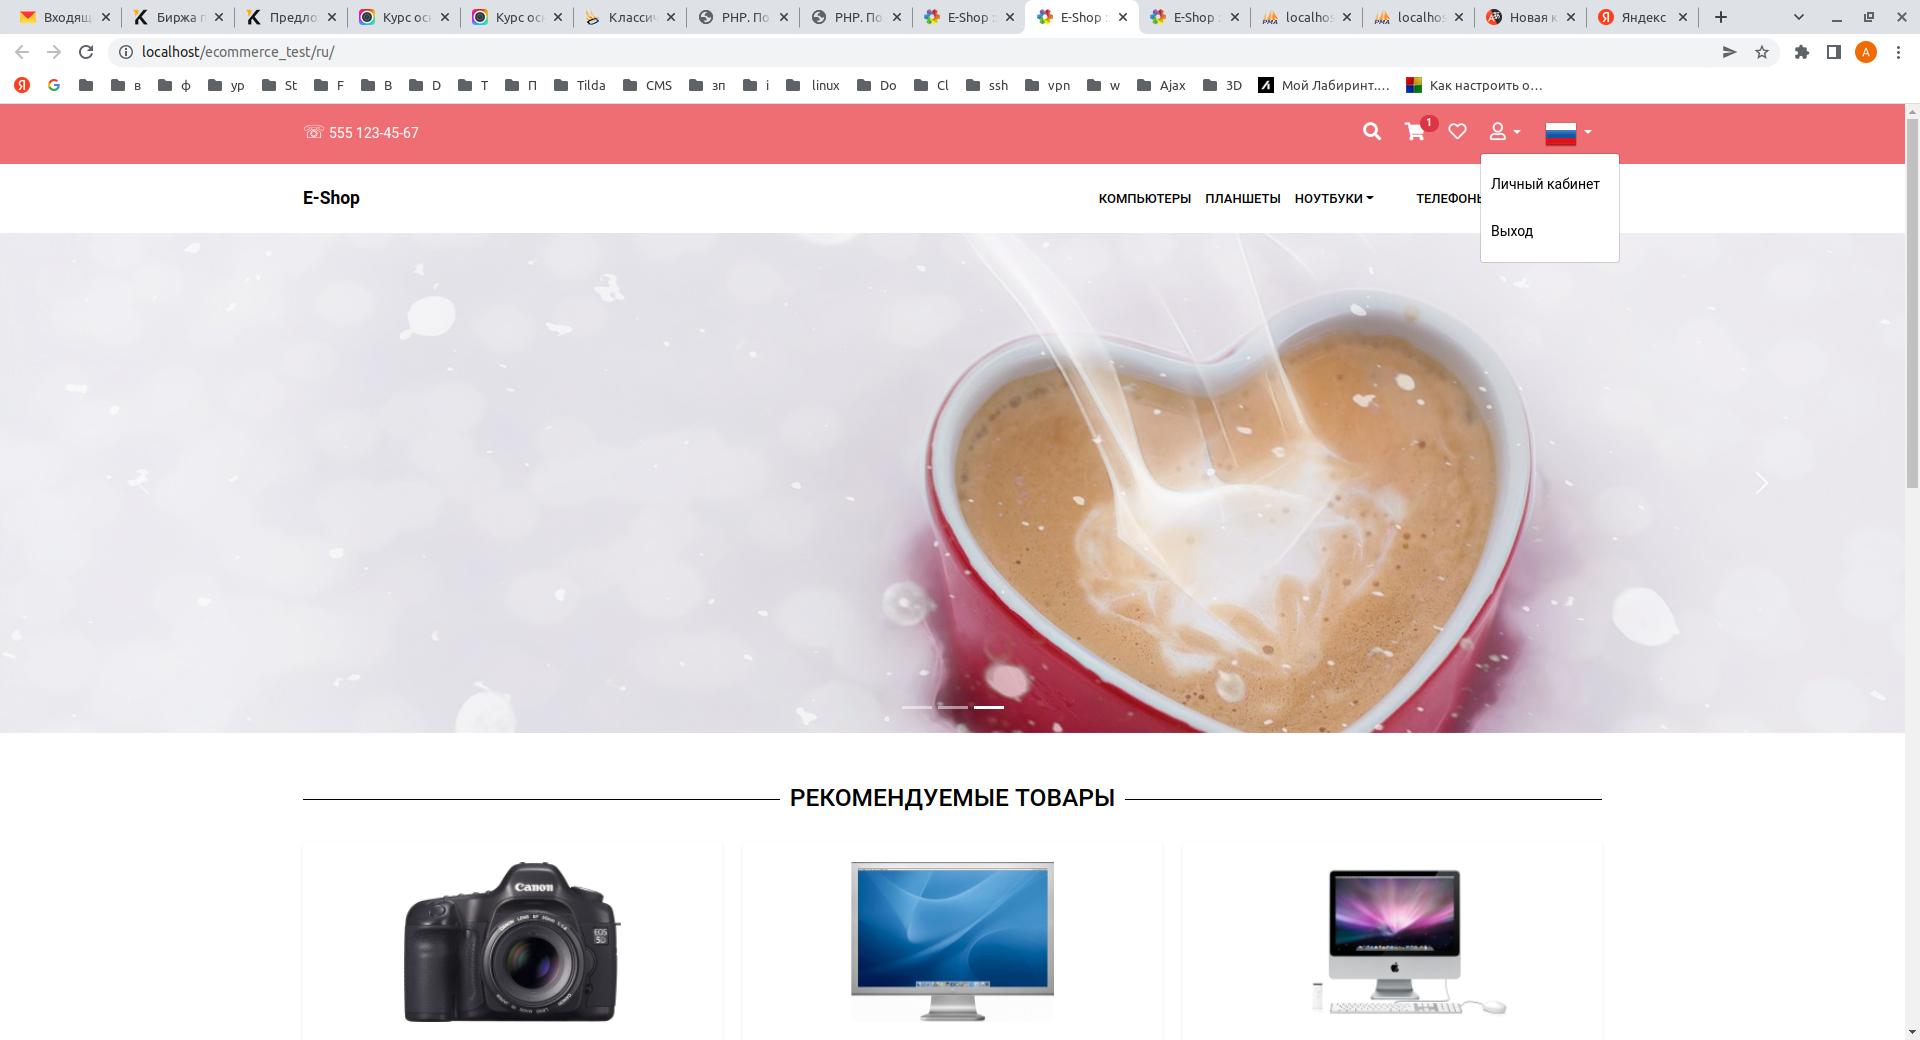 Входящ
Биржа п
Предло
Курс ос
Курс ос
Классич
PHP. По
PHP. По
E-Shop :
E-Shop :
E-Shop :
localhos
localhos
Новая к
Яндекс
localhost/ecommerce_test/ru/
А
в
ф
ур
St
F
В
D
Т
П
Tilda
CMS
зп
i
linux
Do
Cl
ssh
vpn
w
Ajax
3D
Мой Лабиринт....
Как настроить о...
☏ 555 123-45-67
1
Личный кабинет
Выход
E-Shop
КОМПЬЮТЕРЫ ПЛАНШЕТЫ НОУТБУКИ ТЕЛЕФОНЫ
РЕКОМЕНДУЕМЫЕ ТОВАРЫ
Canon
EOS
5D